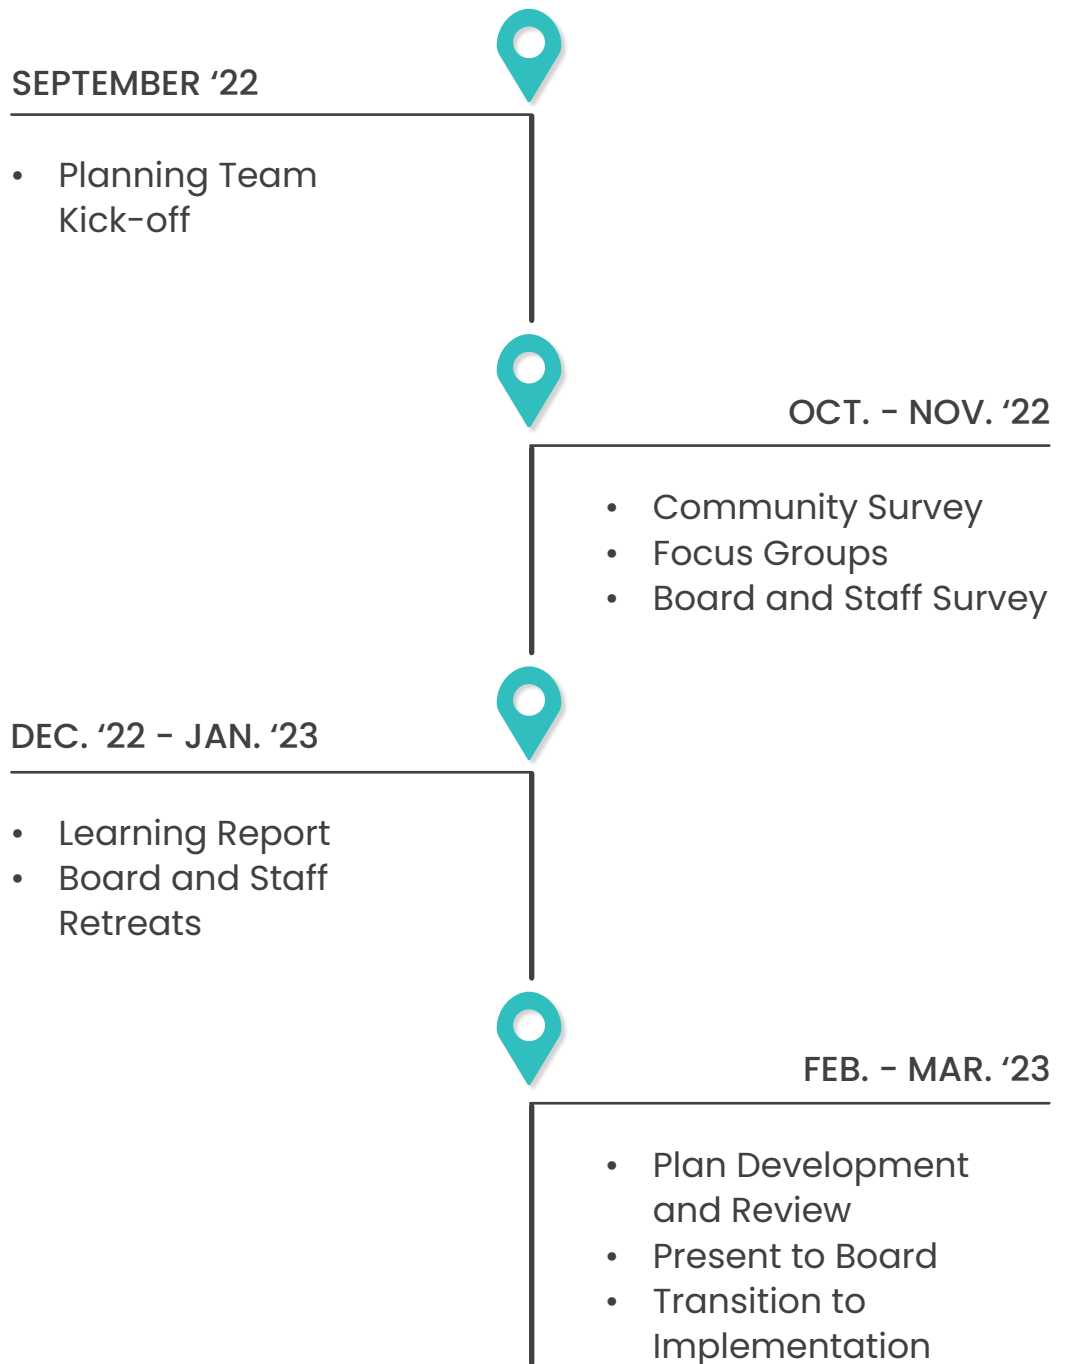 SEPTEMBER ‘22
• Planning Team
Kick-off
OCT. - NOV. ‘22
• Community Survey
• Focus Groups
• Board and Staff Survey
DEC. ‘22 - JAN. ‘23
• Learning Report
• Board and Staff
Retreats
FEB. - MAR. ‘23
• Plan Development
and Review
• Present to Board
• Transition to
Implementation